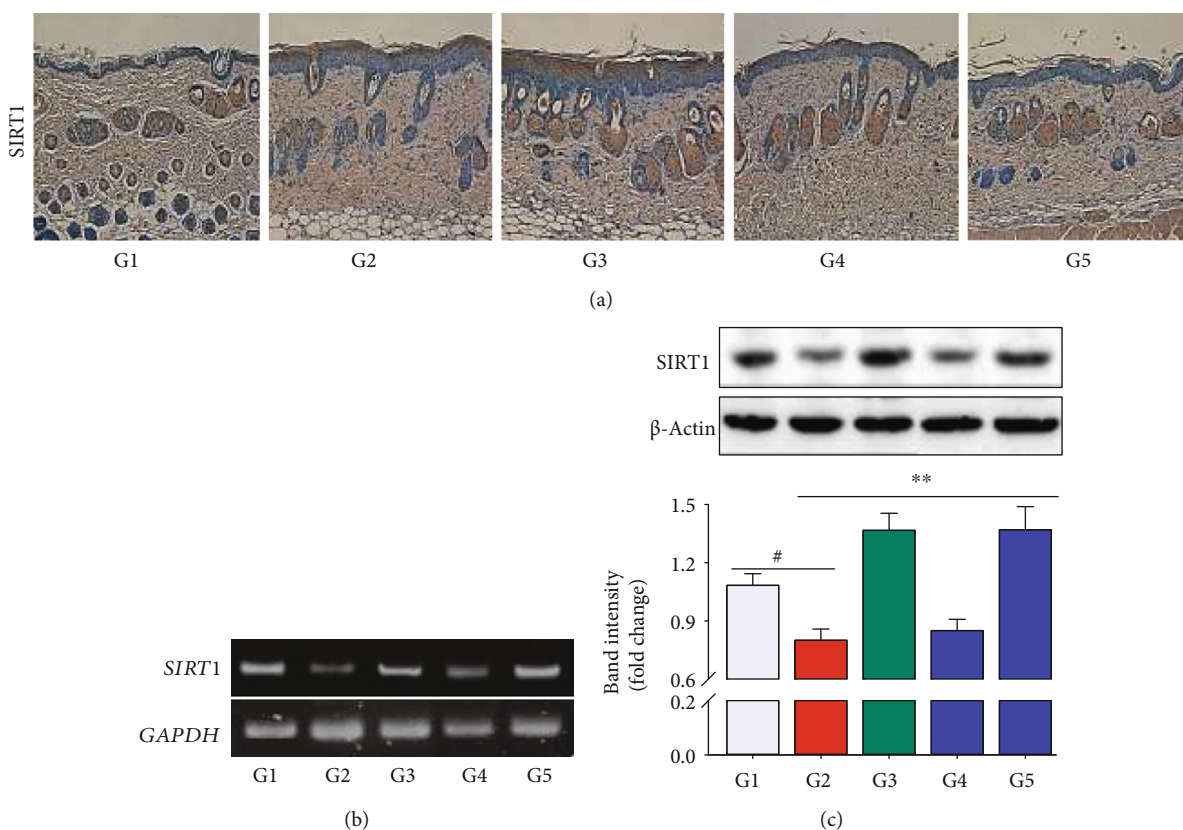 SIRT1
G1 G2 G3 G4 G5
(a)
SIRT1
β-Actin
**
#
1.5
1.2
0.9
0.6
0.2
0.0
Band intensity
(fold change)
G1 G2 G3 G4 G5
(c)
SIRT1
GAPDH
G1 G2 G3 G4 G5
(b)